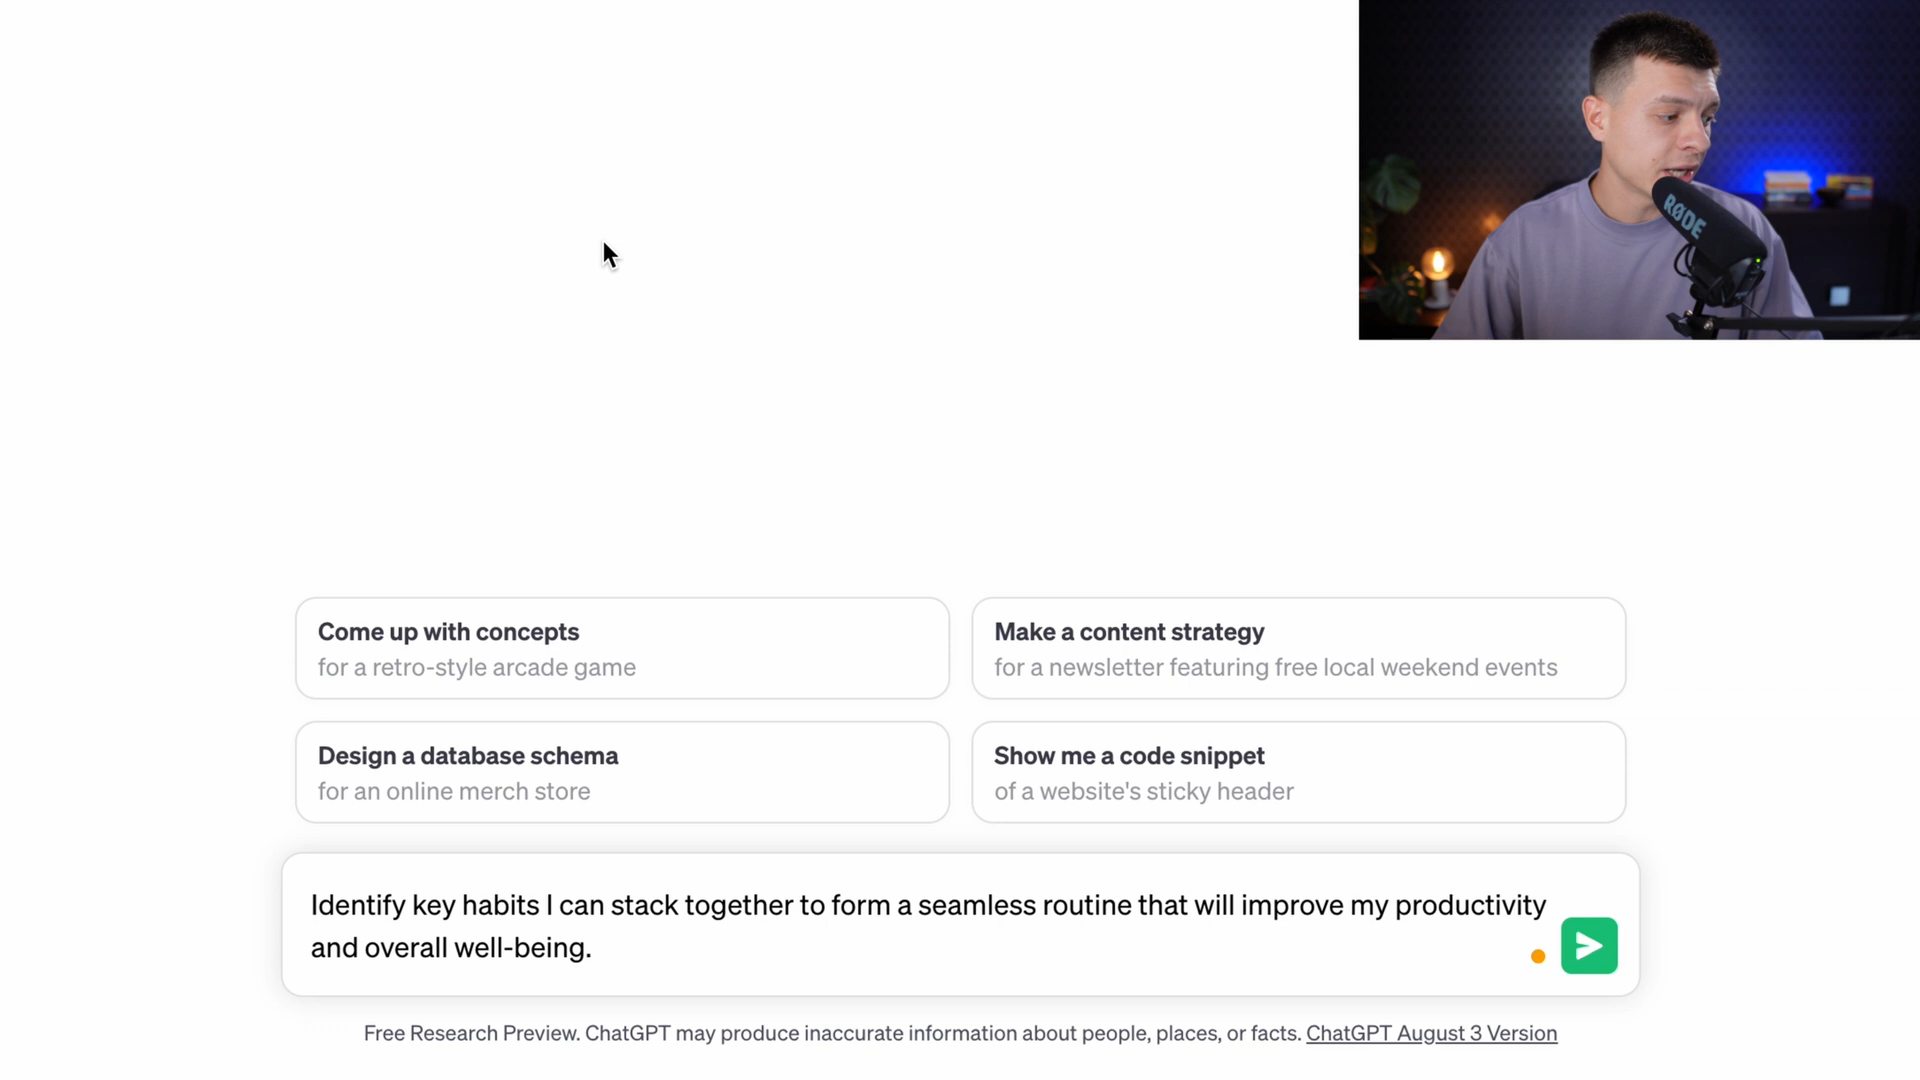 RØDE
Come up with concepts
for a retro-style arcade game
Make a content strategy
for a newsletter featuring free local weekend events
Design a database schema
for an online merch store
Show me a code snippet
of a website's sticky header
Identify key habits I can stack together to form a seamless routine that will improve my productivity
and overall well-being.
Free Research Preview. ChatGPT may produce inaccurate information about people, places, or facts. ChatGPT August 3 Version